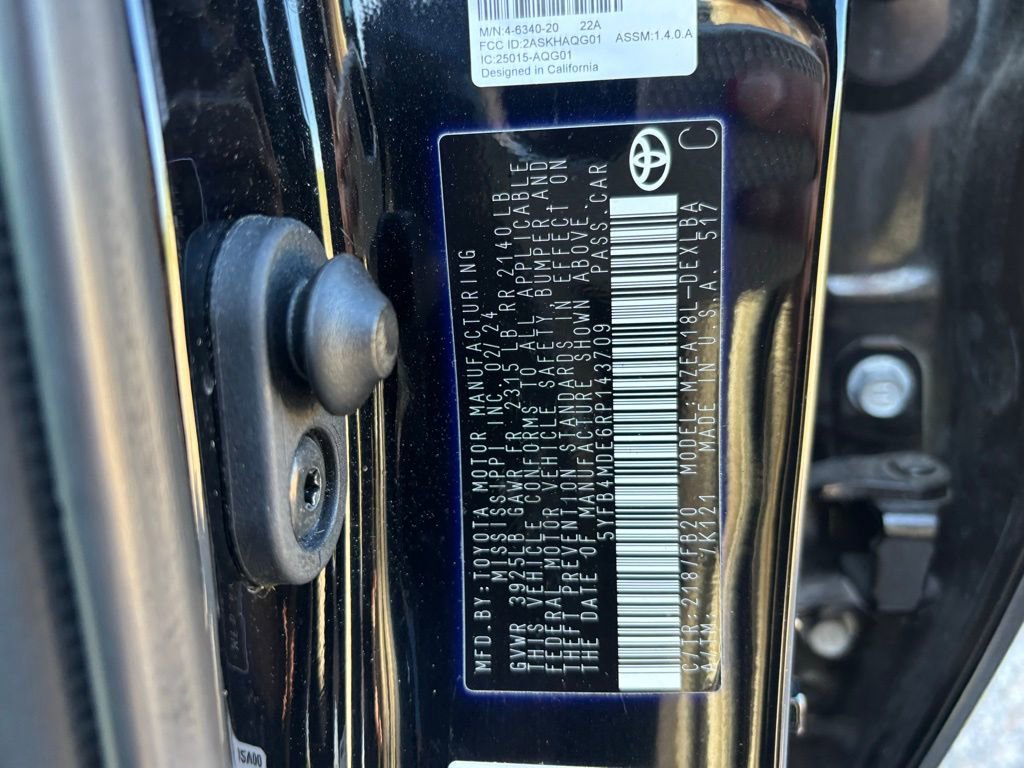 M/N:4-6340-20 22A
FCC ID:2ASKHAQG01 ASSM:1.4.0.A
IC:25015-AQG01
Designed in California
MFD.BY:TOYOTA MOTOR MANUFACTURING
MISSISSIPPI INC. 02/24
GVWR 3925LB GAWR FR 2315 LB RR 2140 LB
THIS VEHICLE CONFORMS TO ALL APPLICABLE
FEDERAL MOTOR VEHICLE SAFETY BUMPER AND
THEFT PREVENTION STANDARDS IN EFFECT ON
THE DATE OF MANUFACTURE SHOWN ABOVE.
5YFB4MDE6RP143709 PASS.CAR
C/TR:218/FB20 MODEL:MZEA18L-DEXLBA
A/TM: -/K121 MADE IN U.S.A. 517
C